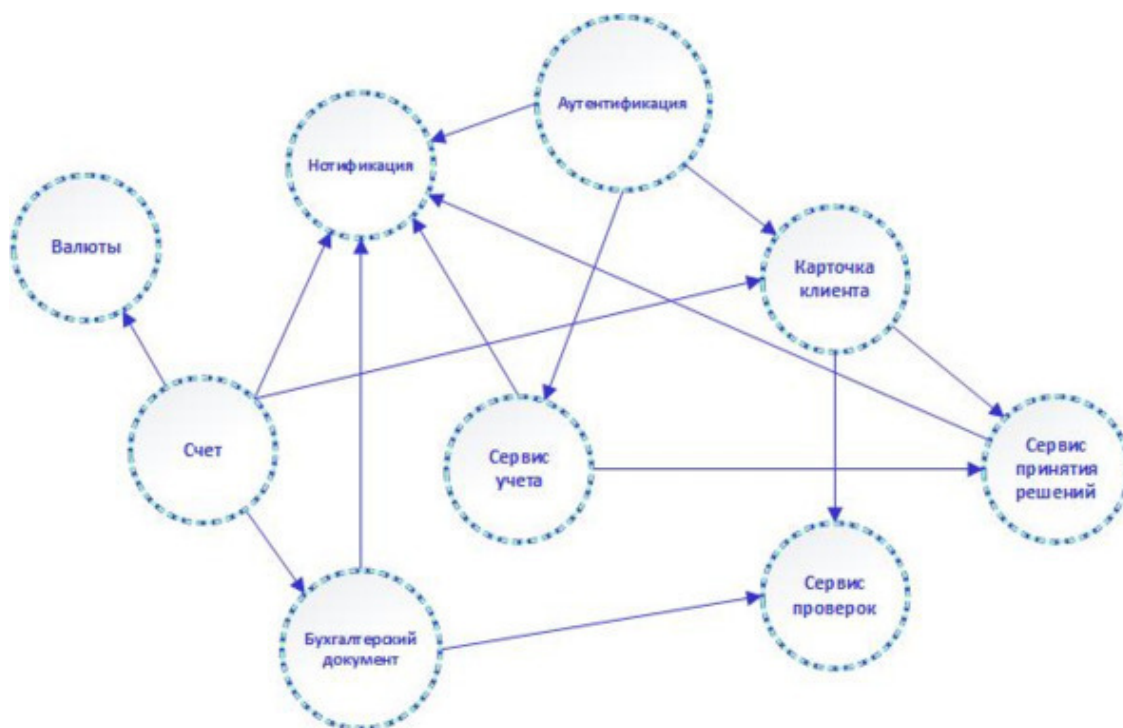 Аутентификация
Нотификация
Валюты
Карточка
клиента
Счет
Сервис
учета
Сервис
принятия
решений
Сервис
проверок
Бухгалтерский
документ